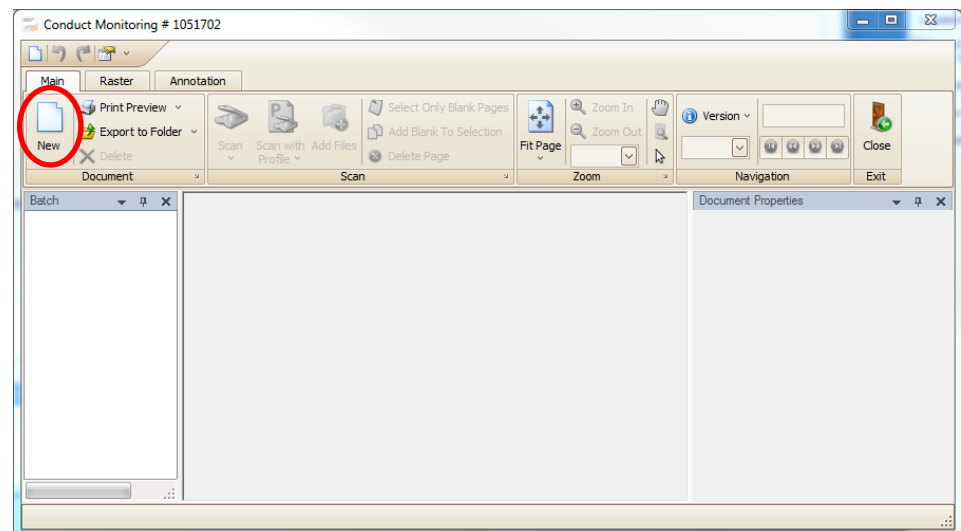 Conduct Monitoring # 1051702
Main Raster Annotation
New
Print Preview
Export to Folder
Delete
Document
Scan
Scan with Profile
Add Files
Select Only Blank Pages
Add Blank To Selection
Delete Page
Scan
Fit Page
Zoom In
Zoom Out
Zoom
Version
Navigation
Close
Exit
Batch
Document Properties